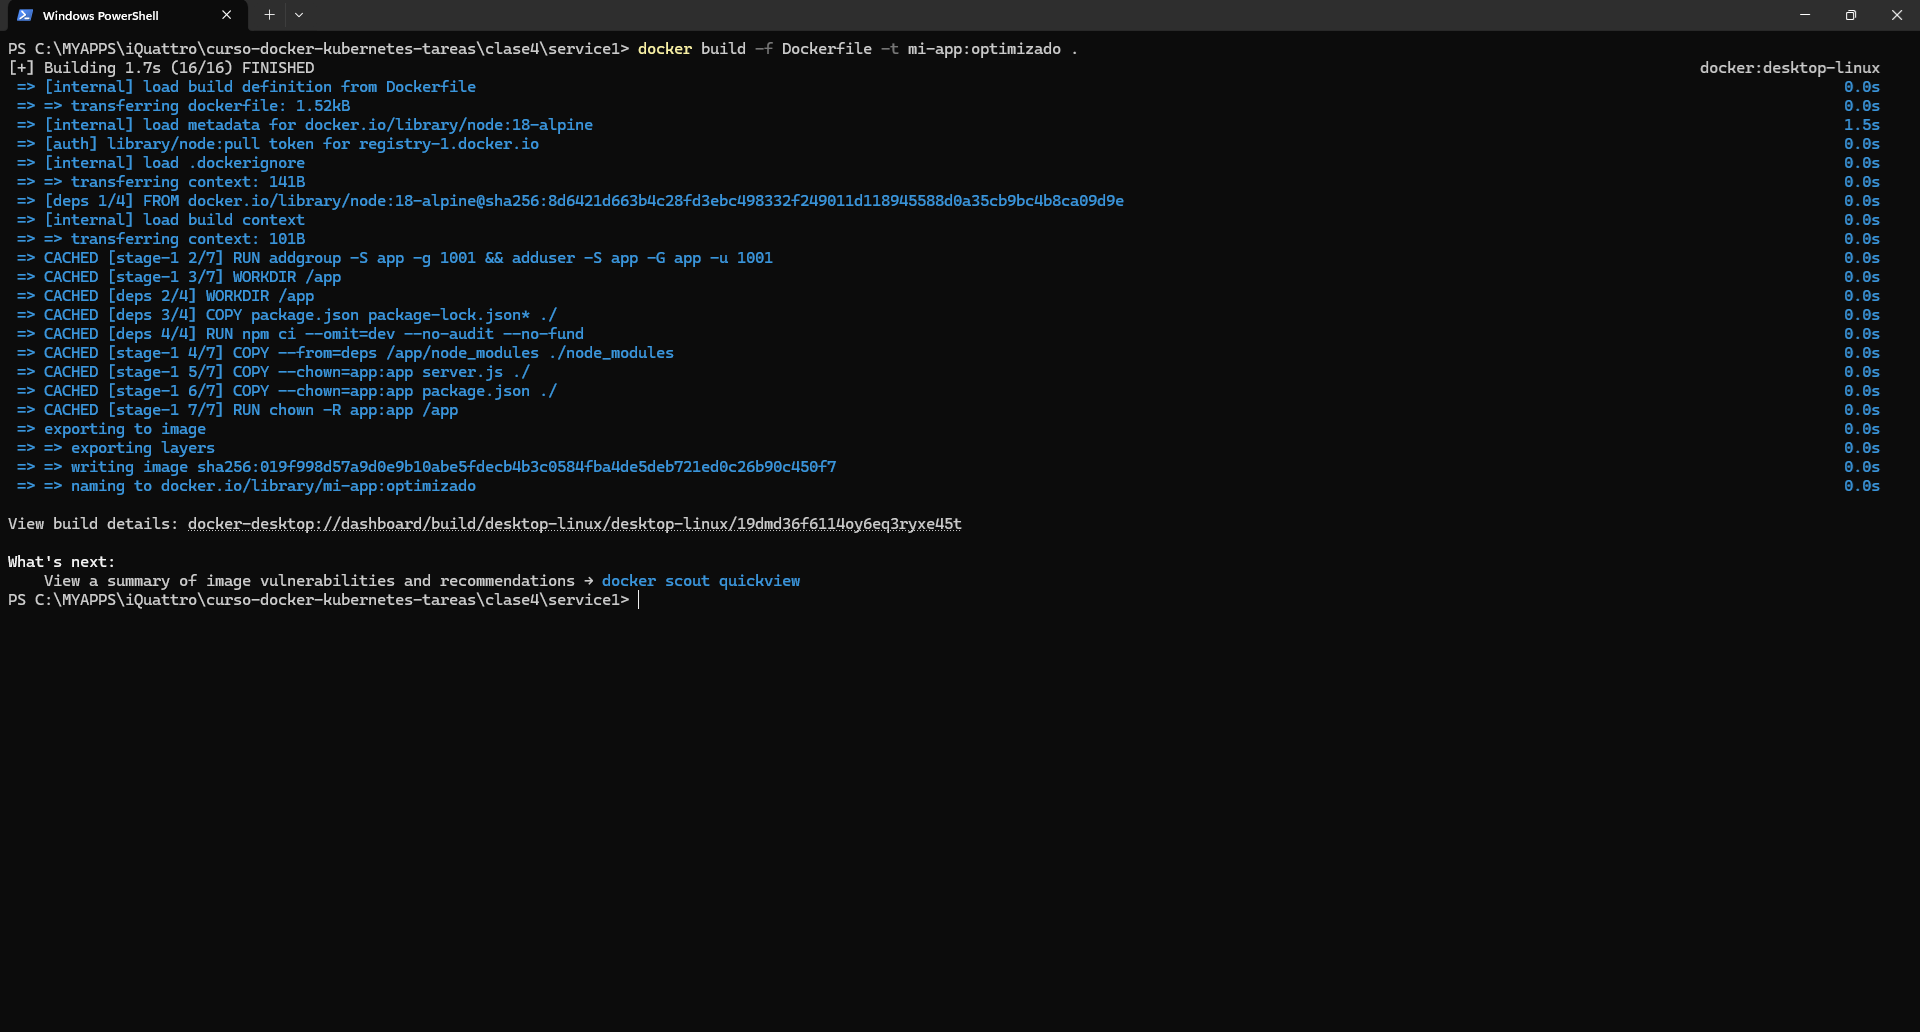 Windows PowerShell
PS C:\MYAPPS\iQuattro\curso-docker-kubernetes-tareas\clase4\service1> docker build -f Dockerfile -t mi-app:optimizado .
[+] Building 1.7s (16/16) FINISHED docker:desktop-linux
=> [internal] load build definition from Dockerfile 0.0s
=> => transferring dockerfile: 1.52kB 0.0s
=> [internal] load metadata for docker.io/library/node:18-alpine 1.5s
=> [auth] library/node:pull token for registry-1.docker.io 0.0s
=> [internal] load .dockerignore 0.0s
=> => transferring context: 141B 0.0s
=> [deps 1/4] FROM docker.io/library/node:18-alpine@sha256:8d6421d663b4c28fd3ebc498332f249011d118945588d0a35cb9bc4b8ca09d9e 0.0s
=> [internal] load build context 0.0s
=> => transferring context: 101B 0.0s
=> CACHED [stage-1 2/7] RUN addgroup -S app -g 1001 && adduser -S app -G app -u 1001 0.0s
=> CACHED [stage-1 3/7] WORKDIR /app 0.0s
=> CACHED [deps 2/4] WORKDIR /app 0.0s
=> CACHED [deps 3/4] COPY package.json package-lock.json* ./ 0.0s
=> CACHED [deps 4/4] RUN npm ci --omit=dev --no-audit --no-fund 0.0s
=> CACHED [stage-1 4/7] COPY --from=deps /app/node_modules ./node_modules 0.0s
=> CACHED [stage-1 5/7] COPY --chown=app:app server.js ./ 0.0s
=> CACHED [stage-1 6/7] COPY --chown=app:app package.json ./ 0.0s
=> CACHED [stage-1 7/7] RUN chown -R app:app /app 0.0s
=> exporting to image 0.0s
=> => exporting layers 0.0s
=> => writing image sha256:019f998d57a9d0e9b10abe5fdecb4b3c0584fba4de5deb721ed0c26b90c450f7 0.0s
=> => naming to docker.io/library/mi-app:optimizado 0.0s
View build details: docker-desktop://dashboard/build/desktop-linux/desktop-linux/19dmd36f6114oy6eq3ryxe45t
What's next:
View a summary of image vulnerabilities and recommendations → docker scout quickview
PS C:\MYAPPS\iQuattro\curso-docker-kubernetes-tareas\clase4\service1>